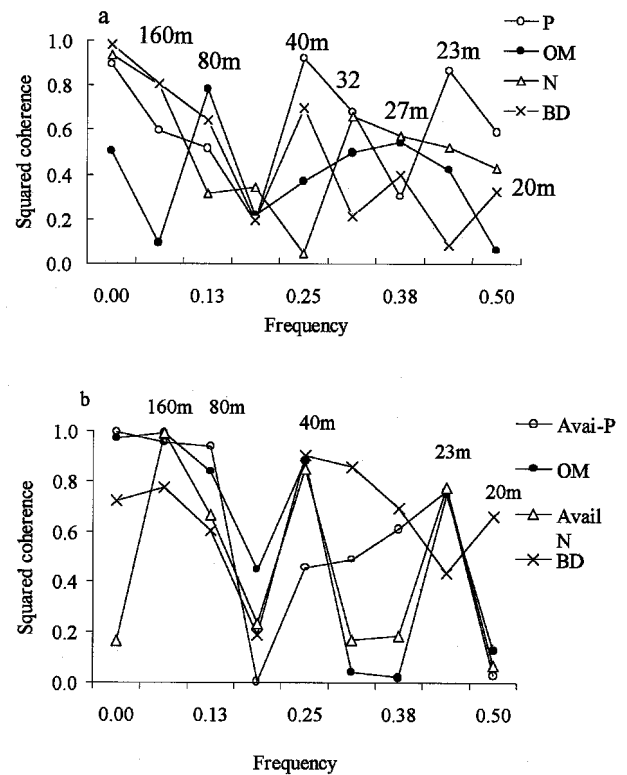 a
P
OM
N
BD
160m
80m
40m
32
27m
23m
20m
Squared coherence
1.0
0.8
0.6
0.4
0.2
0.0
0.00 0.13 0.25 0.38 0.50
Frequency
b
Avai-P
OM
Avail
N
BD
160m 80m
40m
23m
20m
Squared coherence
1.0
0.8
0.6
0.4
0.2
0.0
0.00 0.13 0.25 0.38 0.50
Frequency